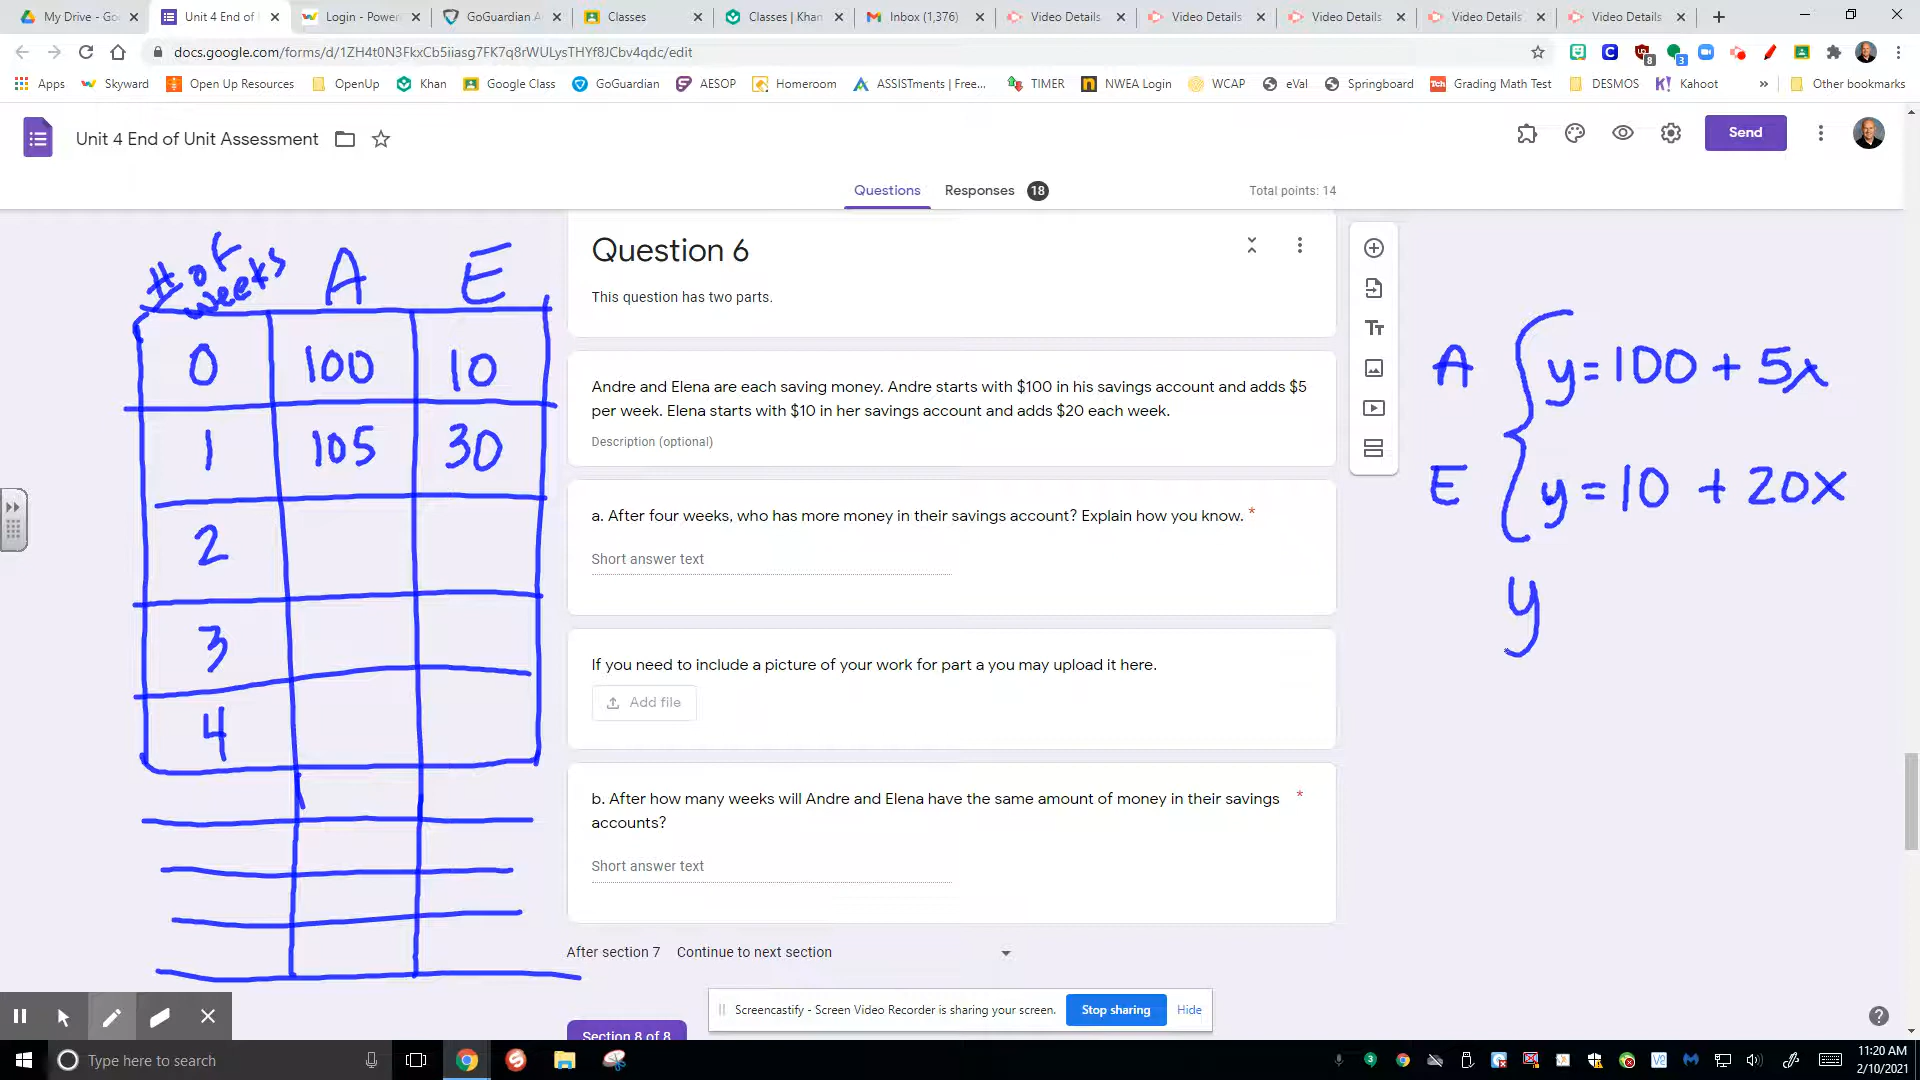 My Drive - Go
Unit 4 End of
Login - Power
GoGuardian A
Classes
Classes | Khan
Inbox (1,376)
Video Details
Video Details
Video Details
Video Details
Video Details
docs.google.com/forms/d/1ZH4t0N3FkxCb5iiasg7FK7q8rWULysTHYf8JCbv4qdc/edit
Apps
Skyward
Open Up Resources
OpenUp
Khan
Google Class
GoGuardian
AESOP
Homeroom
ASSISTments | Free...
TIMER
NWEA Login
WCAP
eVal
Springboard
Grading Math Test
DESMOS
Kahoot
Other bookmarks
Unit 4 End of Unit Assessment
Send
Questions
Responses 18
Total points: 14
# of weeks A E
0 100 10
1 105 30
2
3
4
Question 6
This question has two parts.
Andre and Elena are each saving money. Andre starts with $100 in his savings account and adds $5
per week. Elena starts with $10 in her savings account and adds $20 each week.
Description (optional)
a. After four weeks, who has more money in their savings account? Explain how you know. *
Short answer text
If you need to include a picture of your work for part a you may upload it here.
Add file
b. After how many weeks will Andre and Elena have the same amount of money in their savings *
accounts?
Short answer text
After section 7 Continue to next section
Section 8 of 8
A y=100 + 5x
E y=10 + 20x
y
Screencastify - Screen Video Recorder is sharing your screen.
Stop sharing
Hide
Type here to search
11:20 AM
2/10/2021